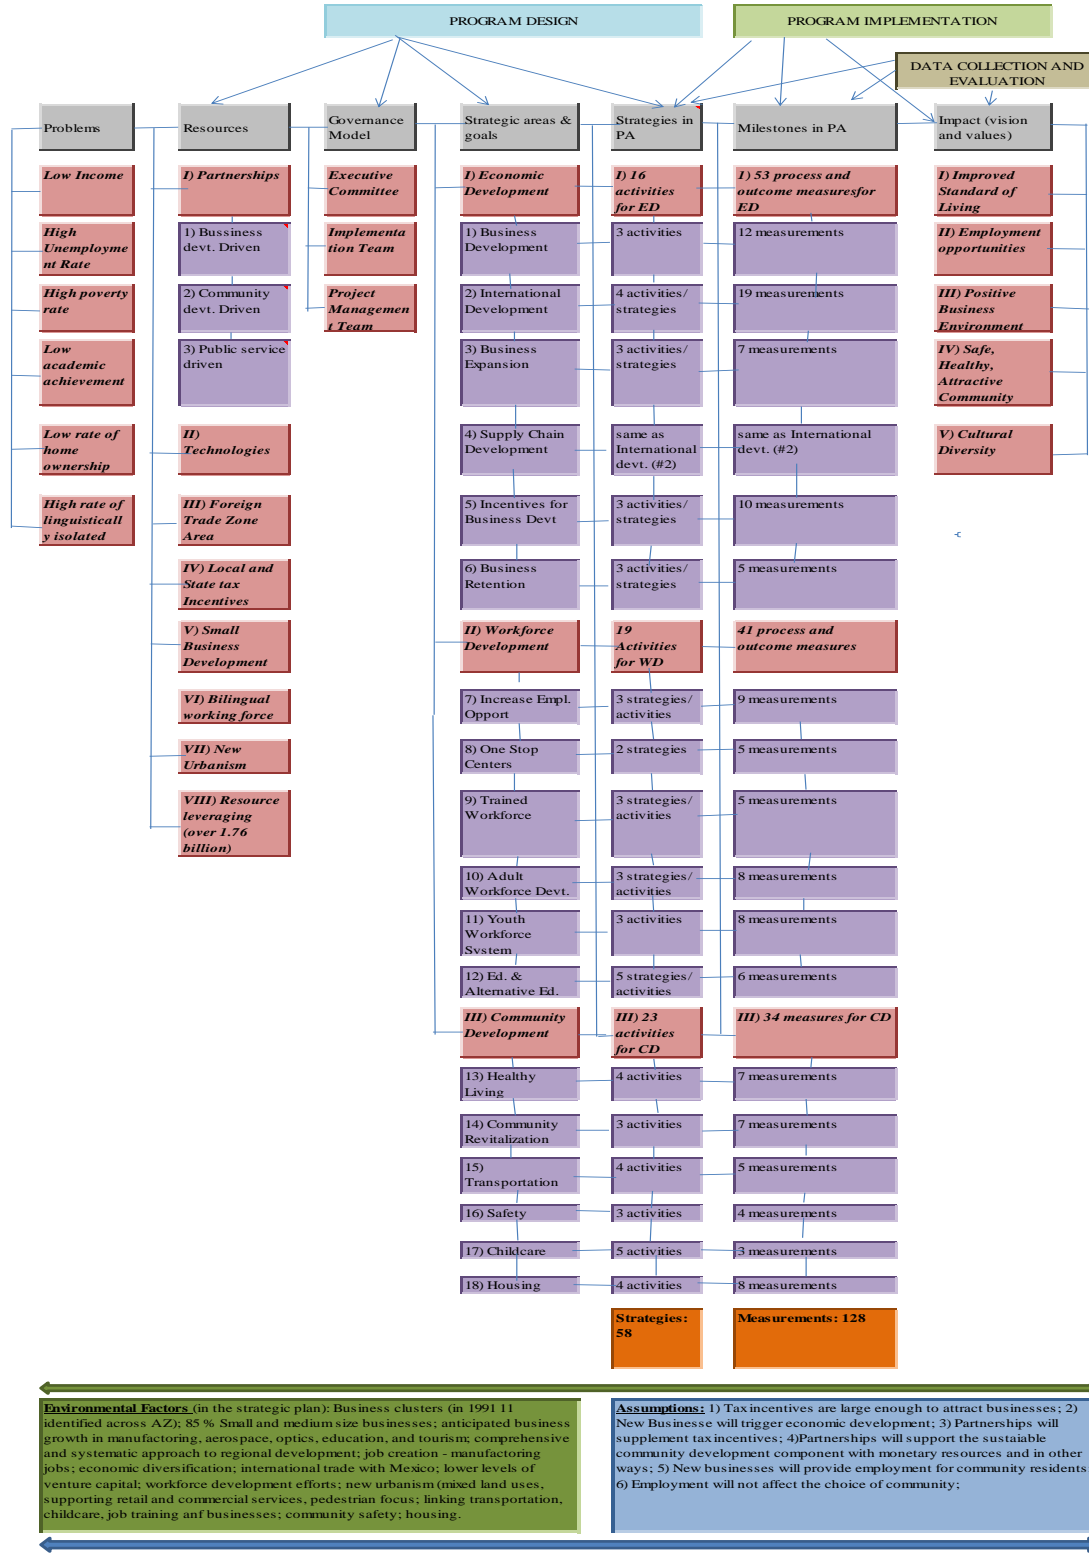 PROGRAM DESIGN
PROGRAM IMPLEMENTATION
DATA COLLECTION AND
EVALUATION
Problems
Resources
Governance
Model
Strategic areas &
goals
Strategies in
PA
Milestones in PA
Impact (vision
and values)
Low Income
High
Unemployme
nt Rate
High poverty
rate
Low
academic
achievement
Low rate of
home
ownership
High rate of
linguisticall
y isolated
I) Partnerships
1) Bussiness
devt. Driven
2) Community
devt. Driven
3) Public service
driven
II)
Technologies
III) Foreign
Trade Zone
Area
IV) Local and
State tax
Incentives
V) Small
Business
Development
VI) Bilingual
working force
VII) New
Urbanism
VIII) Resource
leveraging
(over 1.76
billion)
Executive
Committee
Implementa
tion Team
Project
Managemen
t Team
I) Economic
Development
1) Business
Development
2) International
Development
3) Business
Expansion
4) Supply Chain
Development
5) Incentives for
Business Devt
6) Business
Retention
II) Workforce
Development
7) Increase Empl.
Opport
8) One Stop
Centers
9) Trained
Workforce
10) Adult
Workforce Devt.
11) Youth
Workforce
System
12) Ed. &
Alternative Ed.
III) Community
Development
13) Healthy
Living
14) Community
Revitalization
15)
Transportation
16) Safety
17) Childcare
18) Housing
I) 16
activities
for ED
3 activities
4 activities/
strategies
3 activities/
strategies
same as
International
devt. (#2)
3 activities/
strategies
3 activities/
strategies
19
Activities
for WD
3 strategies/
activities
2 strategies
3 strategies/
activities
3 strategies/
activities
3 activities
5 strategies/
activities
III) 23
activities
for CD
4 activities
3 activities
4 activities
3 activities
5 activities
4 activities
Strategies:
58
1) 53 process and
outcome measuresfor
ED
12 measurements
19 measurements
7 measurements
same as International
devt. (#2)
10 measurements
5 measurements
41 process and
outcome measures
9 measurements
5 measurements
5 measurements
8 measurements
8 measurements
6 measurements
III) 34 measures for CD
7 measurements
7 measurements
5 measurements
4 measurements
3 measurements
8 measurements
Measurements: 128
I) Improved
Standard of
Living
II) Employment
opportunities
III) Positive
Business
Environment
IV) Safe,
Healthy,
Attractive
Community
V) Cultural
Diversity
Environmental Factors (in the strategic plan): Business clusters (in 1991 11
identified across AZ); 85 % Small and medium size businesses; anticipated business
growth in manufactoring, aerospace, optics, education, and tourism; comprehensive
and systematic approach to regional development; job creation - manufactoring
jobs; economic diversification; international trade with Mexico; lower levels of
venture capital; workforce development efforts; new urbanism (mixed land uses,
supporting retail and commercial services, pedestrian focus; linking transportation,
childcare, job training anf businesses; community safety; housing.
Assumptions: 1) Tax incentives are large enough to attract businesses; 2)
New Businesse will trigger economic development; 3) Partnerships will
supplement tax incentives; 4)Partnerships will support the sustaiable
community development component with monetary resources and in other
ways; 5) New businesses will provide employment for community residents
6) Employment will not affect the choice of community;